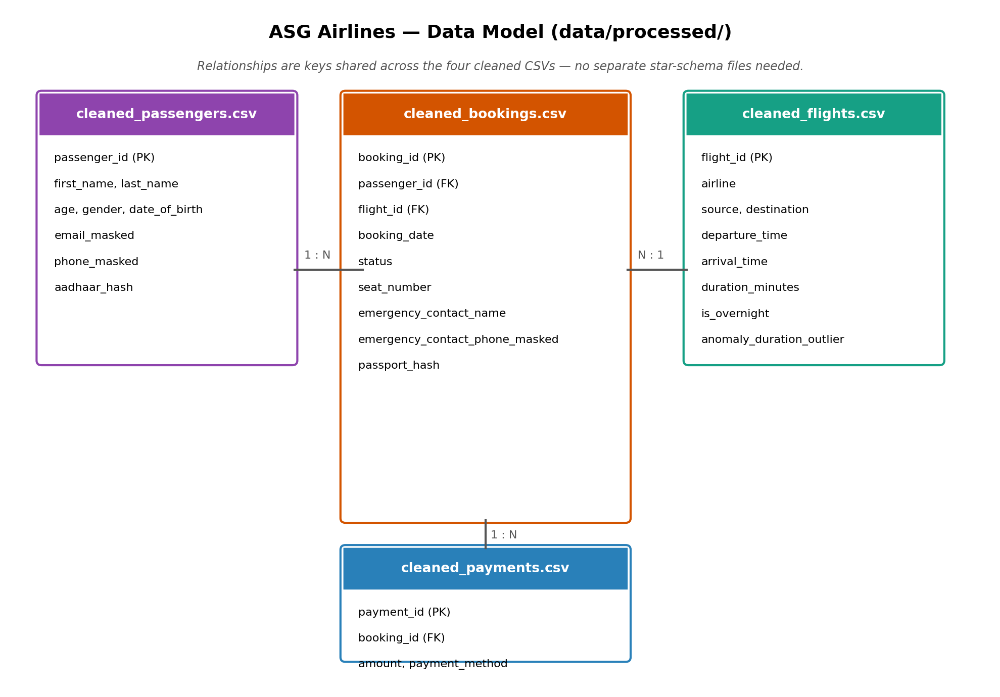 ASG Airlines — Data Model (data/processed/)
Relationships are keys shared across the four cleaned CSVs — no separate star-schema files needed.
cleaned_passengers.csv
passenger_id (PK)
first_name, last_name
age, gender, date_of_birth
email_masked
phone_masked
aadhaar_hash
1 : N
cleaned_bookings.csv
booking_id (PK)
passenger_id (FK)
flight_id (FK)
booking_date
status
seat_number
emergency_contact_name
emergency_contact_phone_masked
passport_hash
N : 1
cleaned_flights.csv
flight_id (PK)
airline
source, destination
departure_time
arrival_time
duration_minutes
is_overnight
anomaly_duration_outlier
1 : N
cleaned_payments.csv
payment_id (PK)
booking_id (FK)
amount, payment_method